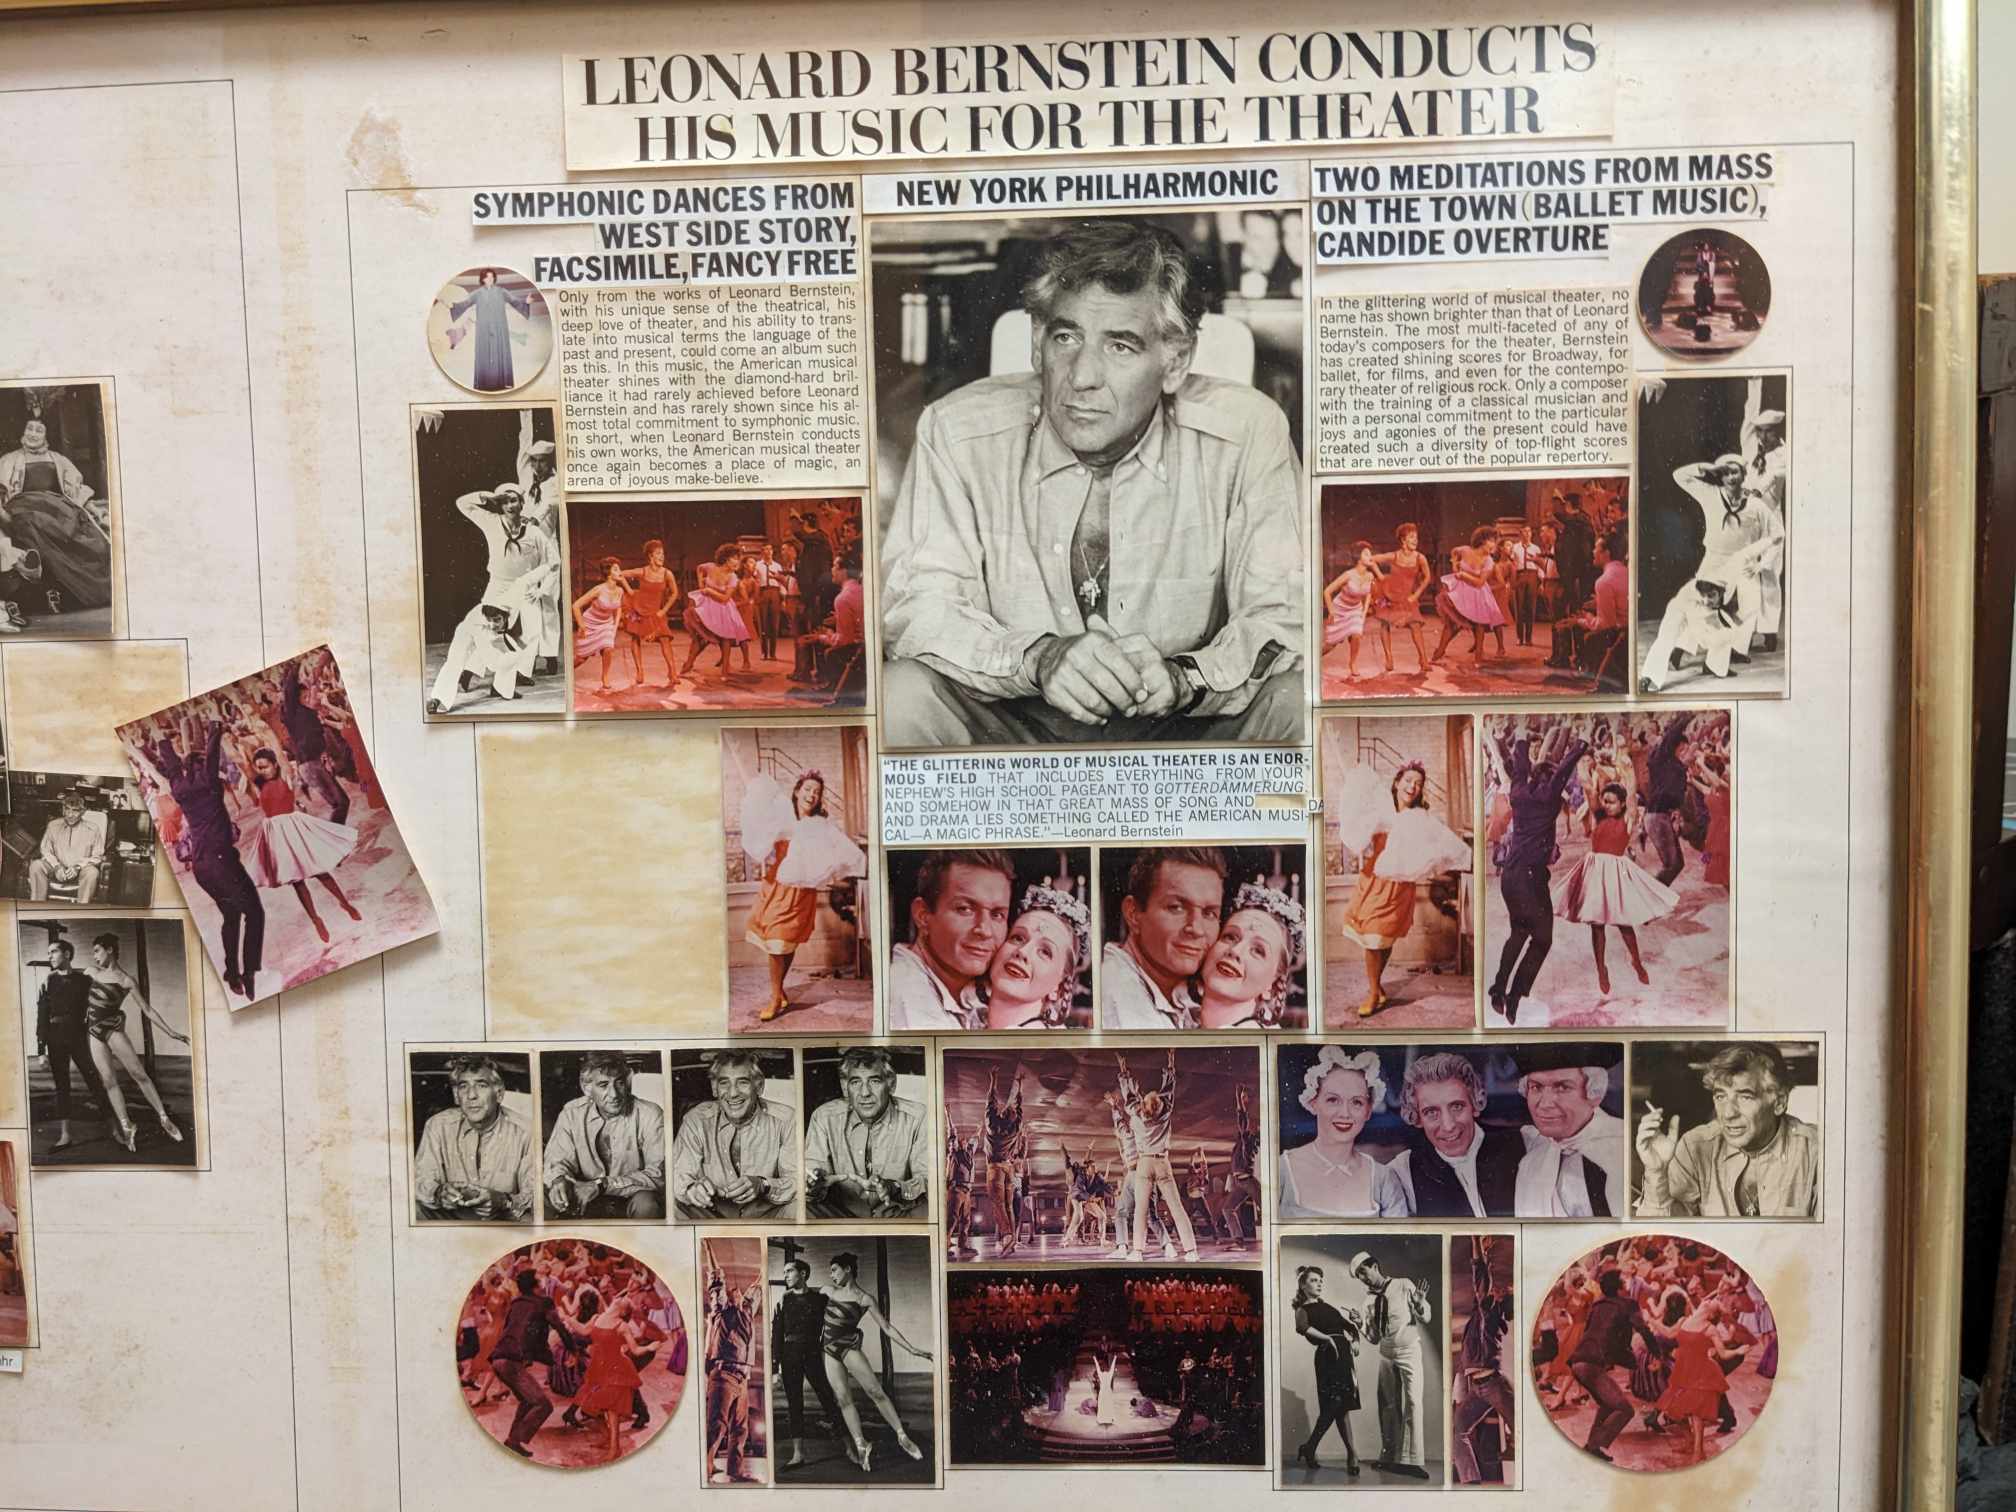 LEONARD BERNSTEIN CONDUCTS
HIS MUSIC FOR THE THEATER
SYMPHONIC DANCES FROM
WEST SIDE STORY,
FACSIMILE, FANCY FREE
Only from the works of Leonard Bernstein,
with his unique sense of the theatrical, his
deep love of theater, and his ability to trans-
late into musical terms the language of the
past and present, could come an album such
as this. In this music, the American musical
theater shines with the diamond-hard bril-
liance it had rarely achieved before Leonard
Bernstein and has rarely shown since his al-
most total commitment to symphonic music.
In short, when Leonard Bernstein conducts
his own works, the American musical theater
once again becomes a place of magic, an
arena of joyous make-believe.
NEW YORK PHILHARMONIC
"THE GLITTERING WORLD OF MUSICAL THEATER IS AN ENOR-
MOUS FIELD THAT INCLUDES EVERYTHING FROM YOUR
NEPHEW'S HIGH SCHOOL PAGEANT TO GÖTTERDÄMMERUNG.
AND SOMEHOW IN THAT GREAT MASS OF SONG AND DA
AND DRAMA LIES SOMETHING CALLED THE AMERICAN MUSI-
CAL—A MAGIC PHRASE."—Leonard Bernstein
TWO MEDITATIONS FROM MASS
ON THE TOWN (BALLET MUSIC),
CANDIDE OVERTURE
In the glittering world of musical theater, no
name has shown brighter than that of Leonard
Bernstein. The most multi-faceted of any of
today's composers for the theater, Bernstein
has created shining scores for Broadway, for
ballet, for films, and even for the contempo-
rary theater of religious rock. Only a composer
with the training of a classical musician and
with a personal commitment to the particular
joys and agonies of the present could have
created such a diversity of top-flight scores
that are never out of the popular repertory.
ahr